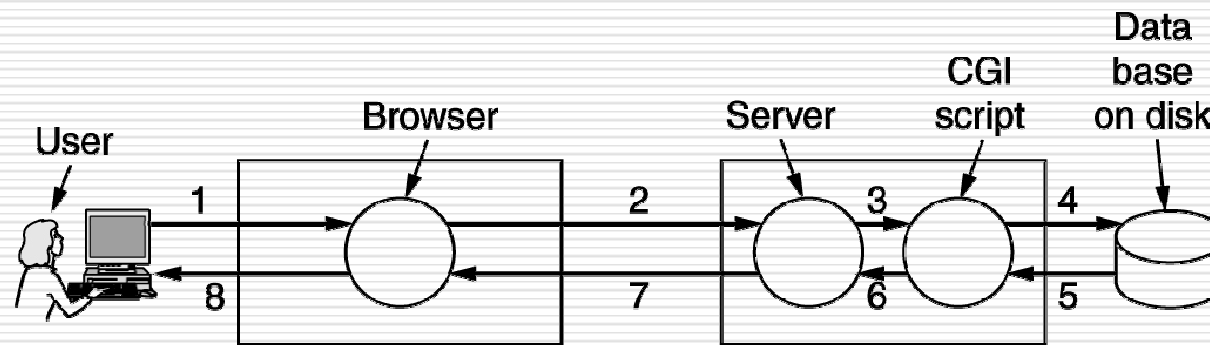 Data
base
on disk
CGI
script
Server
Browser
User
1
2
3
4
8
7
6
5